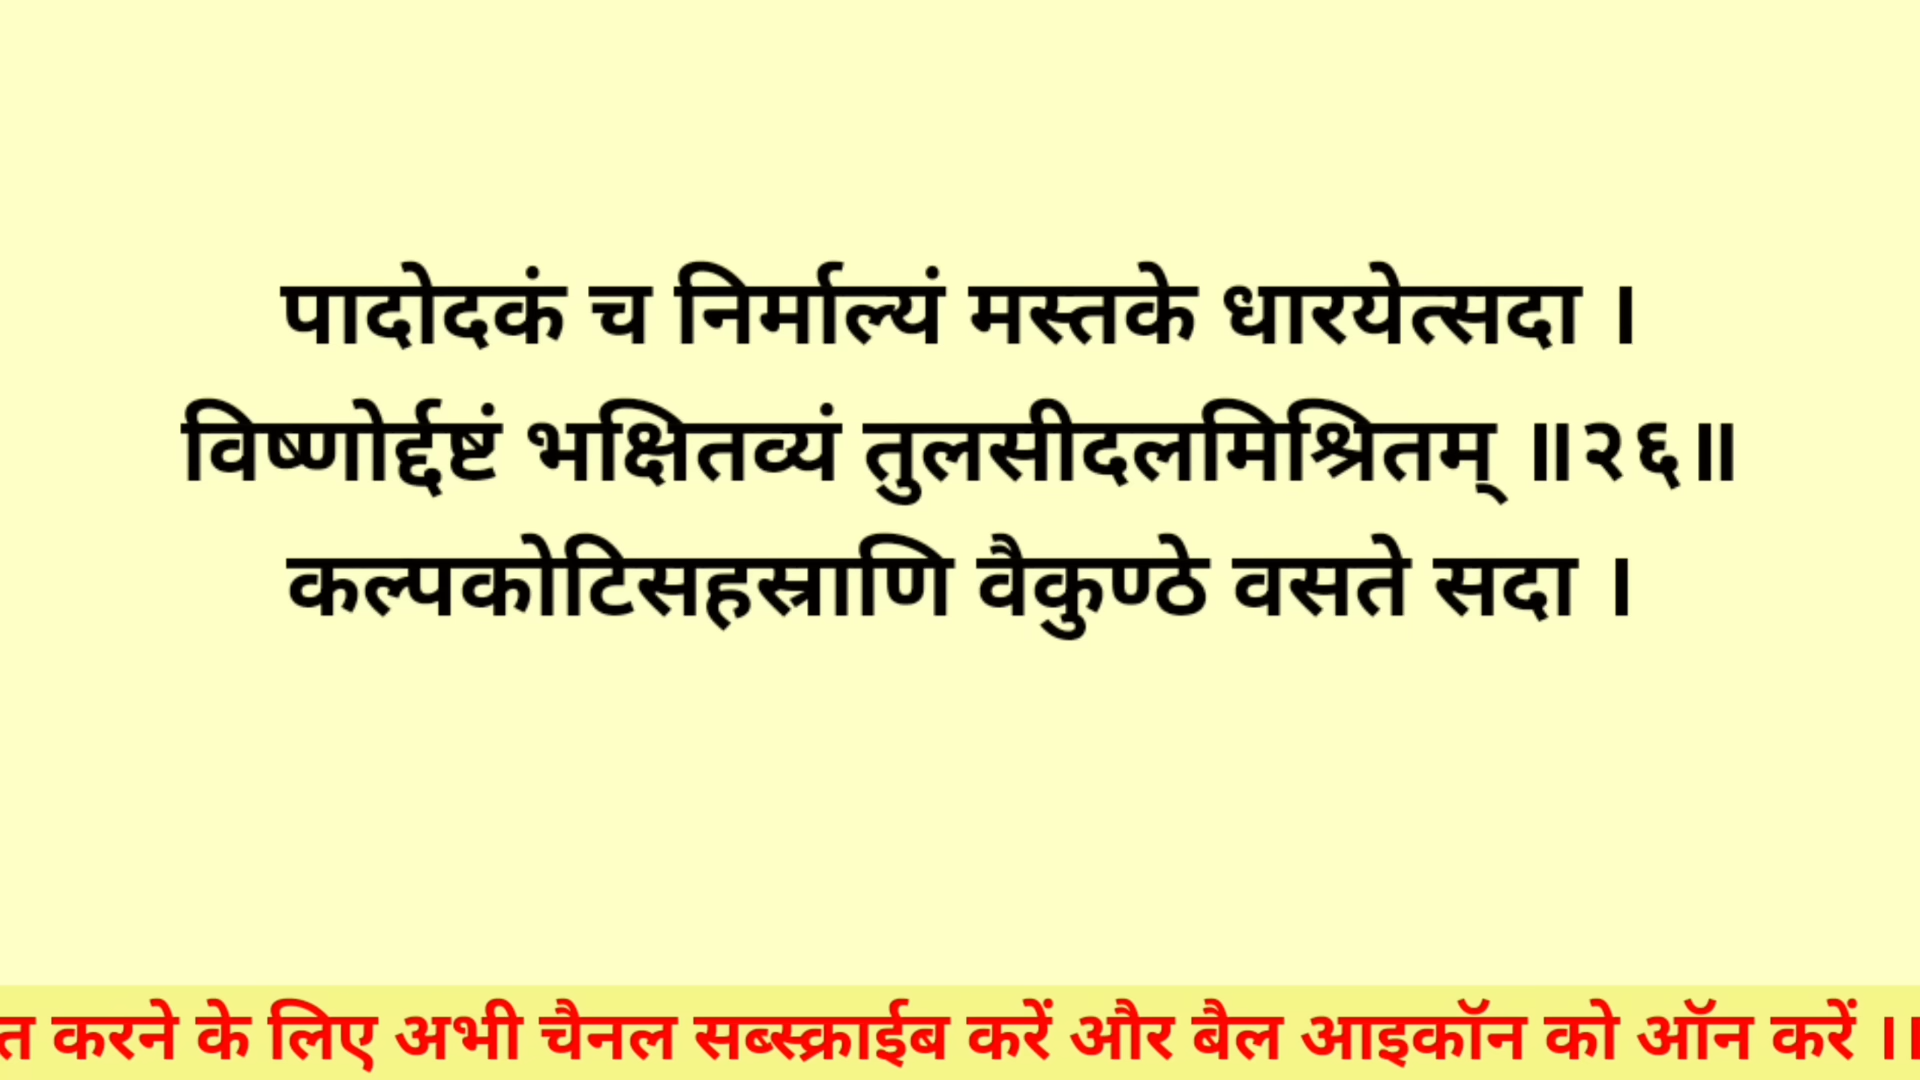 पादोदकं च निर्माल्यं मस्तके धारयेत्सदा ।
विष्णोर्द्दष्टं भक्षितव्यं तुलसीदलमिश्रितम् ॥२६॥
कल्पकोटिसहस्राणि वैकुण्ठे वसते सदा ।
त करने के लिए अभी चैनल सब्स्क्राईब करें और बैल आइकॉन को ऑन करें ।।